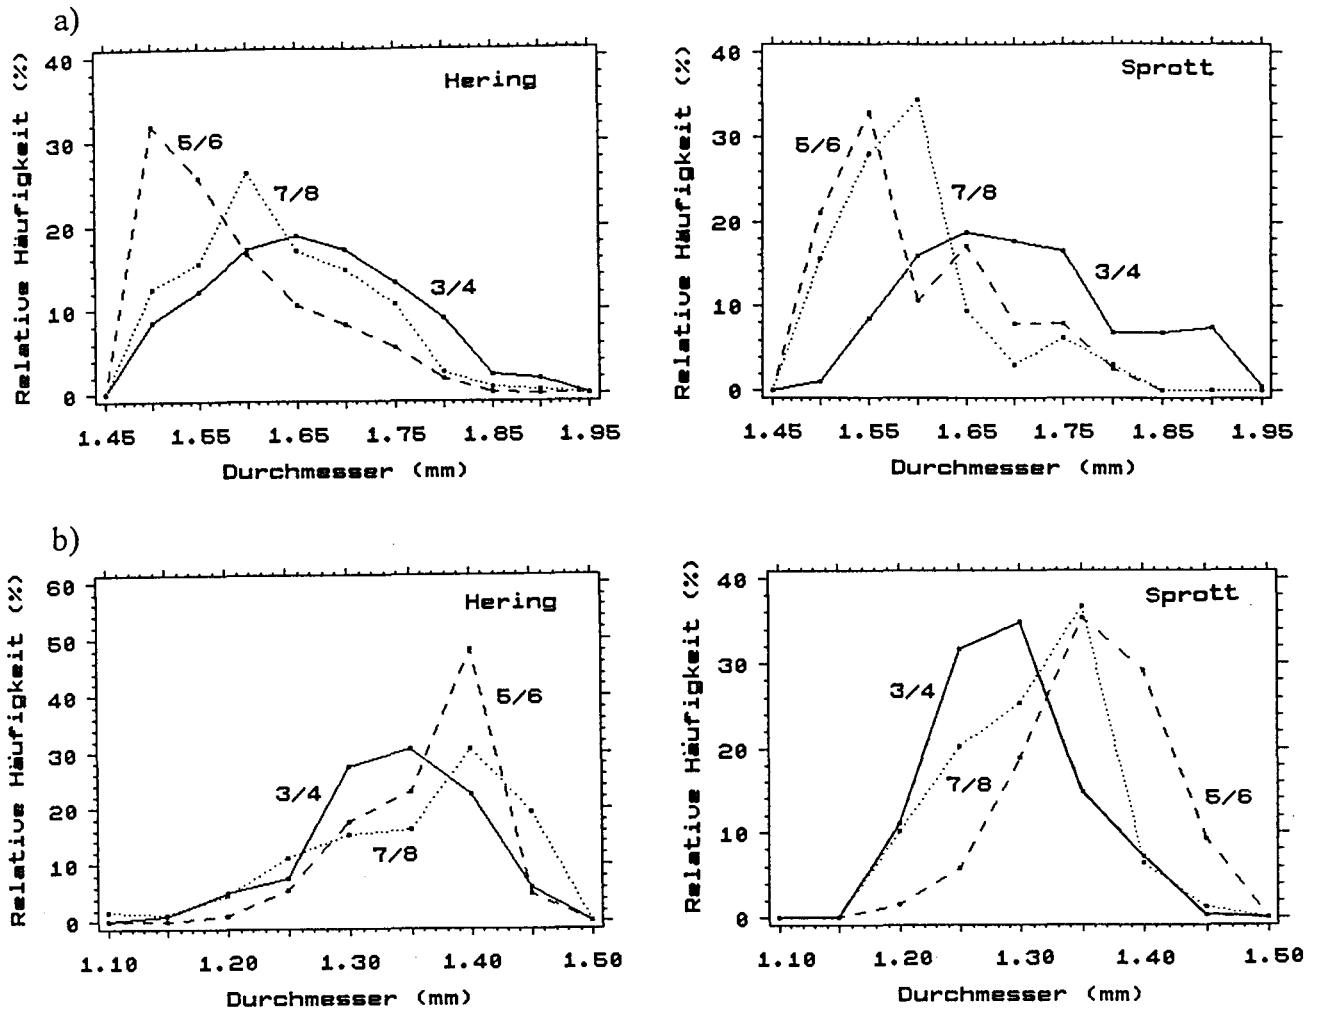 a)
Relative Häufigkeit (%)
40
30
20
10
0
Hering
5/6
7/8
3/4
1.45 1.55 1.65 1.75 1.85 1.95
Durchmesser (mm)
Relative Häufigkeit (%)
40
30
20
10
0
Sprott
5/6
7/8
3/4
1.45 1.55 1.65 1.75 1.85 1.95
Durchmesser (mm)
b)
Relative Häufigkeit (%)
60
50
40
30
20
10
0
Hering
5/6
3/4
7/8
1.10 1.20 1.30 1.40 1.50
Durchmesser (mm)
Relative Häufigkeit (%)
40
30
20
10
0
Sprott
3/4
7/8
5/6
1.10 1.20 1.30 1.40 1.50
Durchmesser (mm)